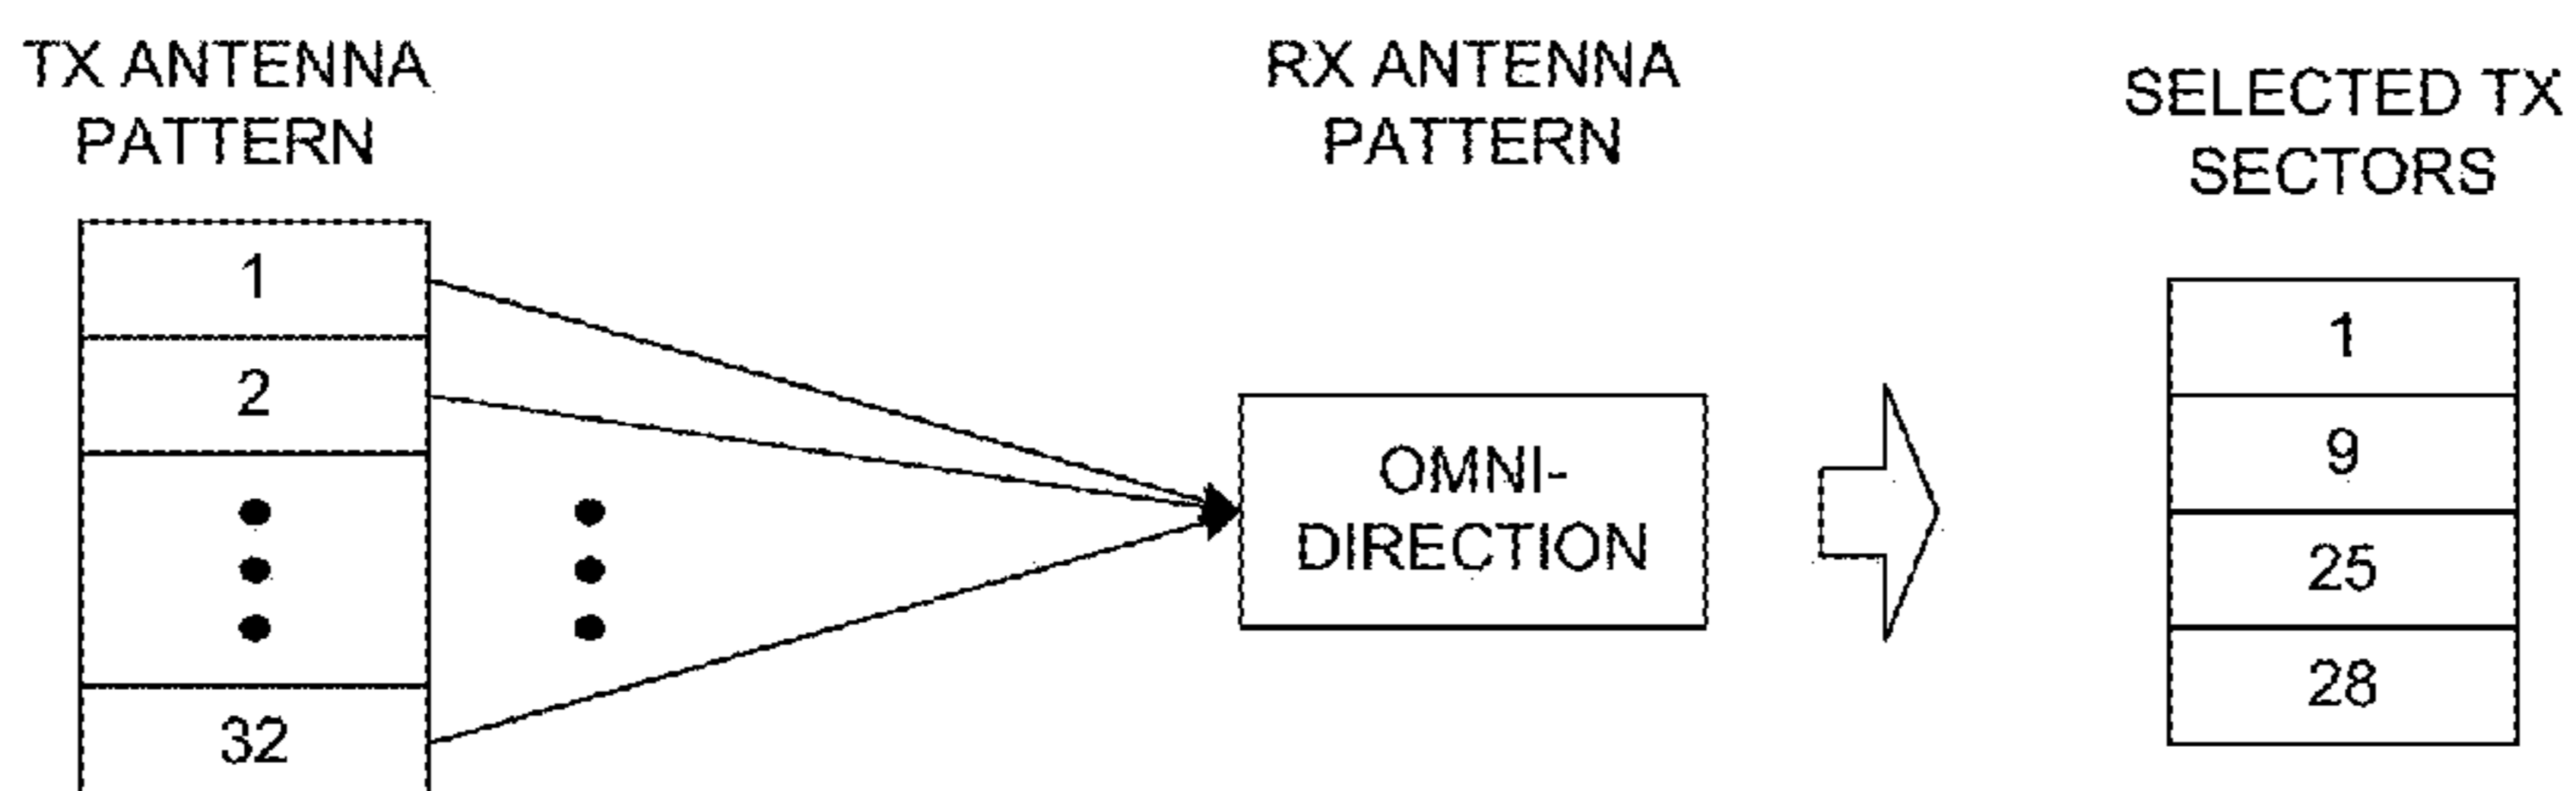 TX ANTENNA
PATTERN
1
2
32
RX ANTENNA
PATTERN
OMNI-
DIRECTION
SELECTED TX
SECTORS
1
9
25
28